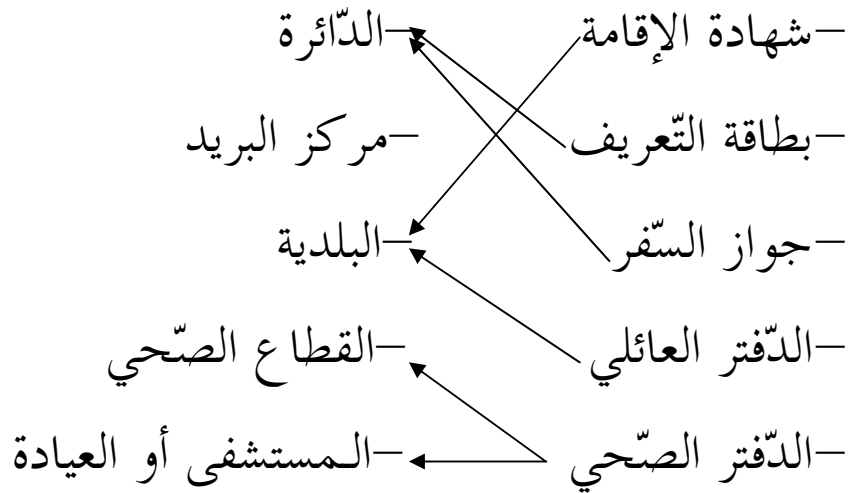 –شهادة الإقامة –الدّائرة
–بطاقة التّعريف –مركز البريد
–جواز السّفر –البلدية
–الدّفتر العائلي –القطاع الصّحي
–الدّفتر الصّحي –المستشفى أو العيادة